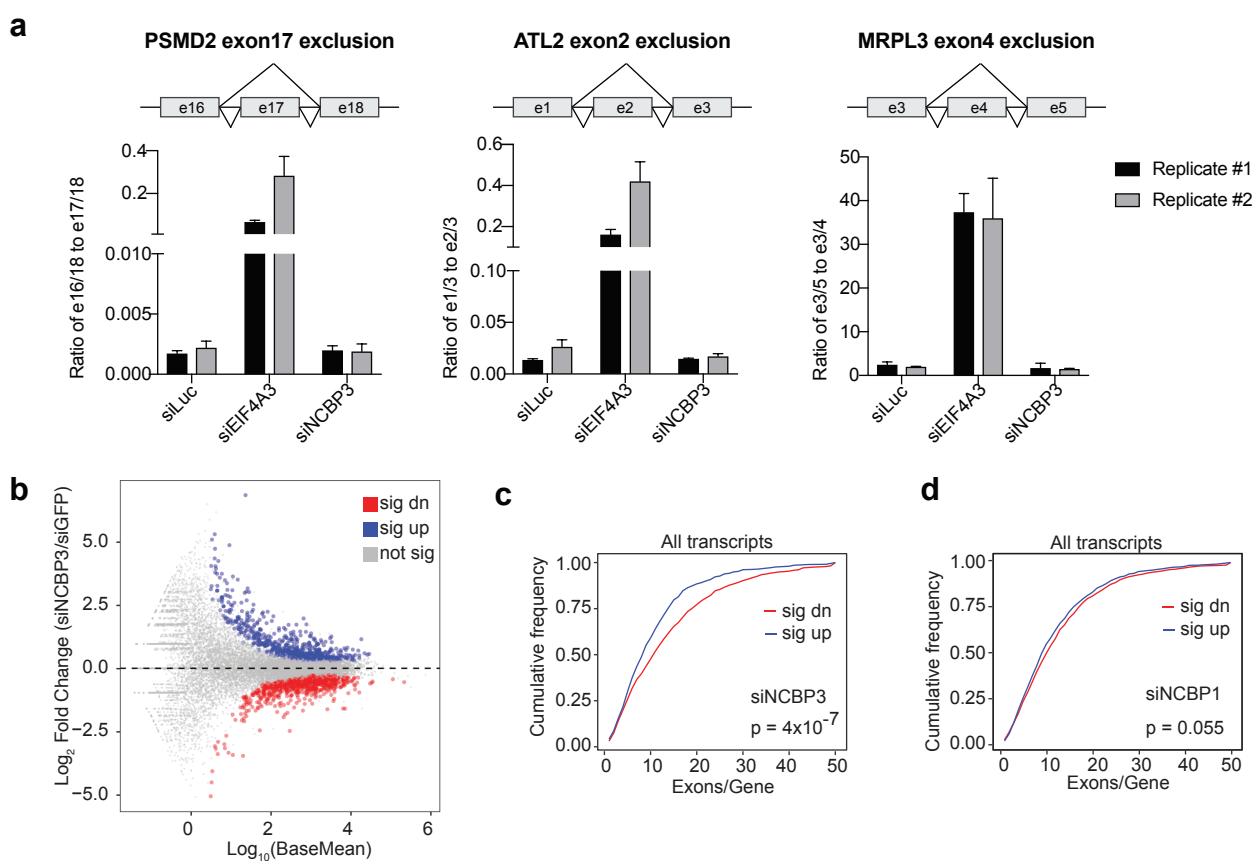 a
PSMD2 exon17 exclusion
ATL2 exon2 exclusion
MRPL3 exon4 exclusion
e16 e17 e18
e1 e2 e3
e3 e4 e5
Ratio of e16/18 to e17/18
0.4
0.2
0.010
0.005
0.000
siLuc
siEIF4A3
siNCBP3
Ratio of e1/3 to e2/3
0.6
0.4
0.2
0.10
0.05
0.00
siLuc
siEIF4A3
siNCBP3
Ratio of e3/5 to e3/4
50
40
30
20
10
0
siLuc
siEIF4A3
siNCBP3
Replicate #1
Replicate #2
b
Log2 Fold Change (siNCBP3/siGFP)
5.0
2.5
0.0
−2.5
−5.0
sig dn
sig up
not sig
0 2 4 6
Log10(BaseMean)
c
All transcripts
Cumulative frequency
1.00
0.75
0.50
0.25
0.00
sig dn
sig up
siNCBP3
p = 4x10-7
0 10 20 30 40 50
Exons/Gene
d
All transcripts
Cumulative frequency
1.00
0.75
0.50
0.25
0.00
sig dn
sig up
siNCBP1
p = 0.055
0 10 20 30 40 50
Exons/Gene